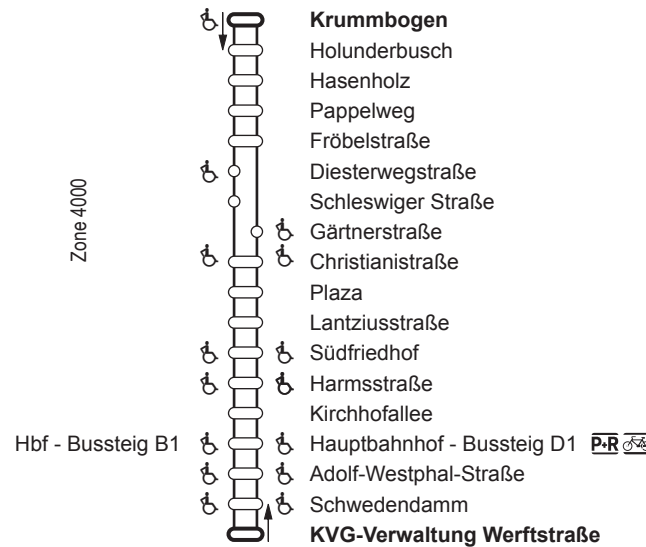 Krummbogen
Holunderbusch
Hasenholz
Pappelweg
Fröbelstraße
Diesterwegstraße
Schleswiger Straße
Gärtnerstraße
Christianistraße
Plaza
Lantziusstraße
Südfriedhof
Harmsstraße
Kirchhofallee
Hbf - Bussteig B1 Hauptbahnhof - Bussteig D1 P+R
Adolf-Westphal-Straße
Schwedendamm
KVG-Verwaltung Werftstraße
Zone 4000